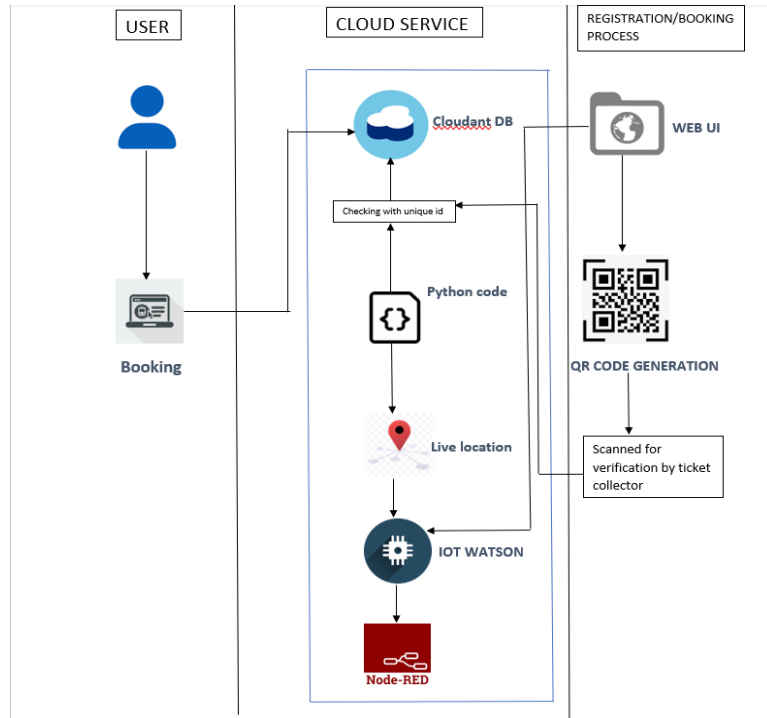 USER
CLOUD SERVICE
REGISTRATION/BOOKING
PROCESS
Cloudant DB
WEB UI
Checking with unique id
Python code
Booking
QR CODE GENERATION
Live location
Scanned for
verification by ticket
collector
IOT WATSON
Node-RED